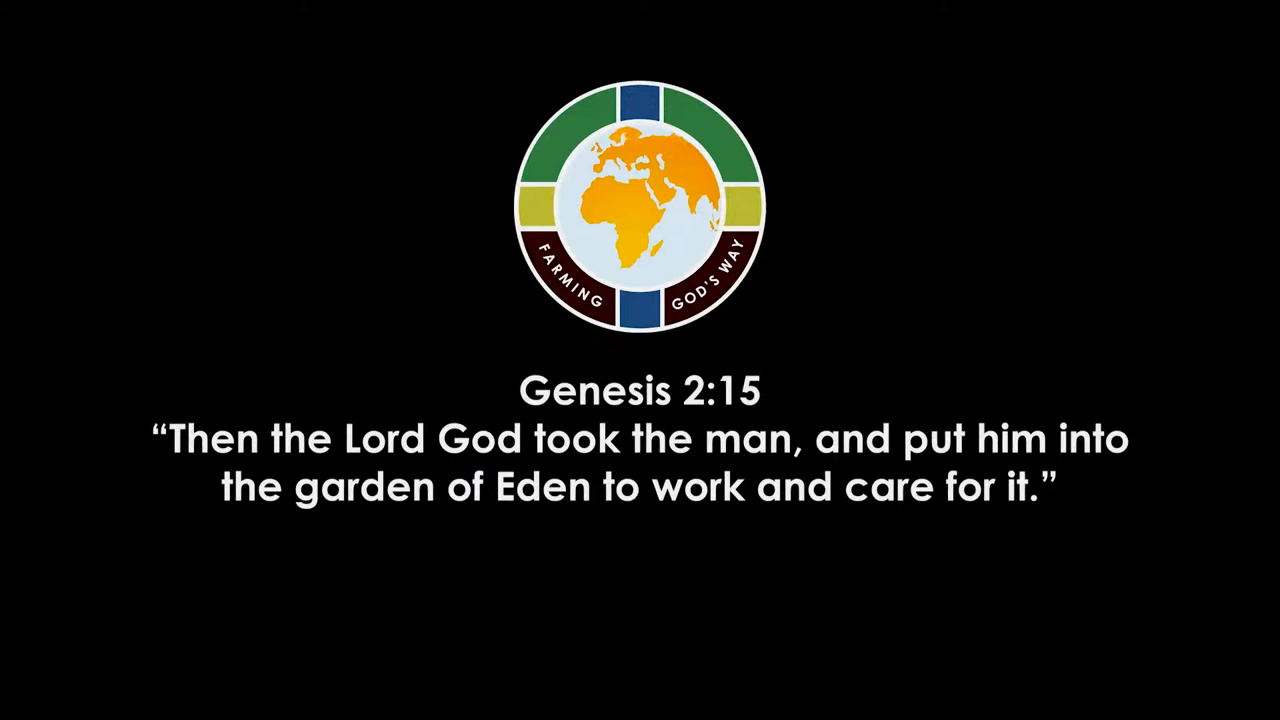 FARMING GOD'S WAY
Genesis 2:15
“Then the Lord God took the man, and put him into
the garden of Eden to work and care for it.”